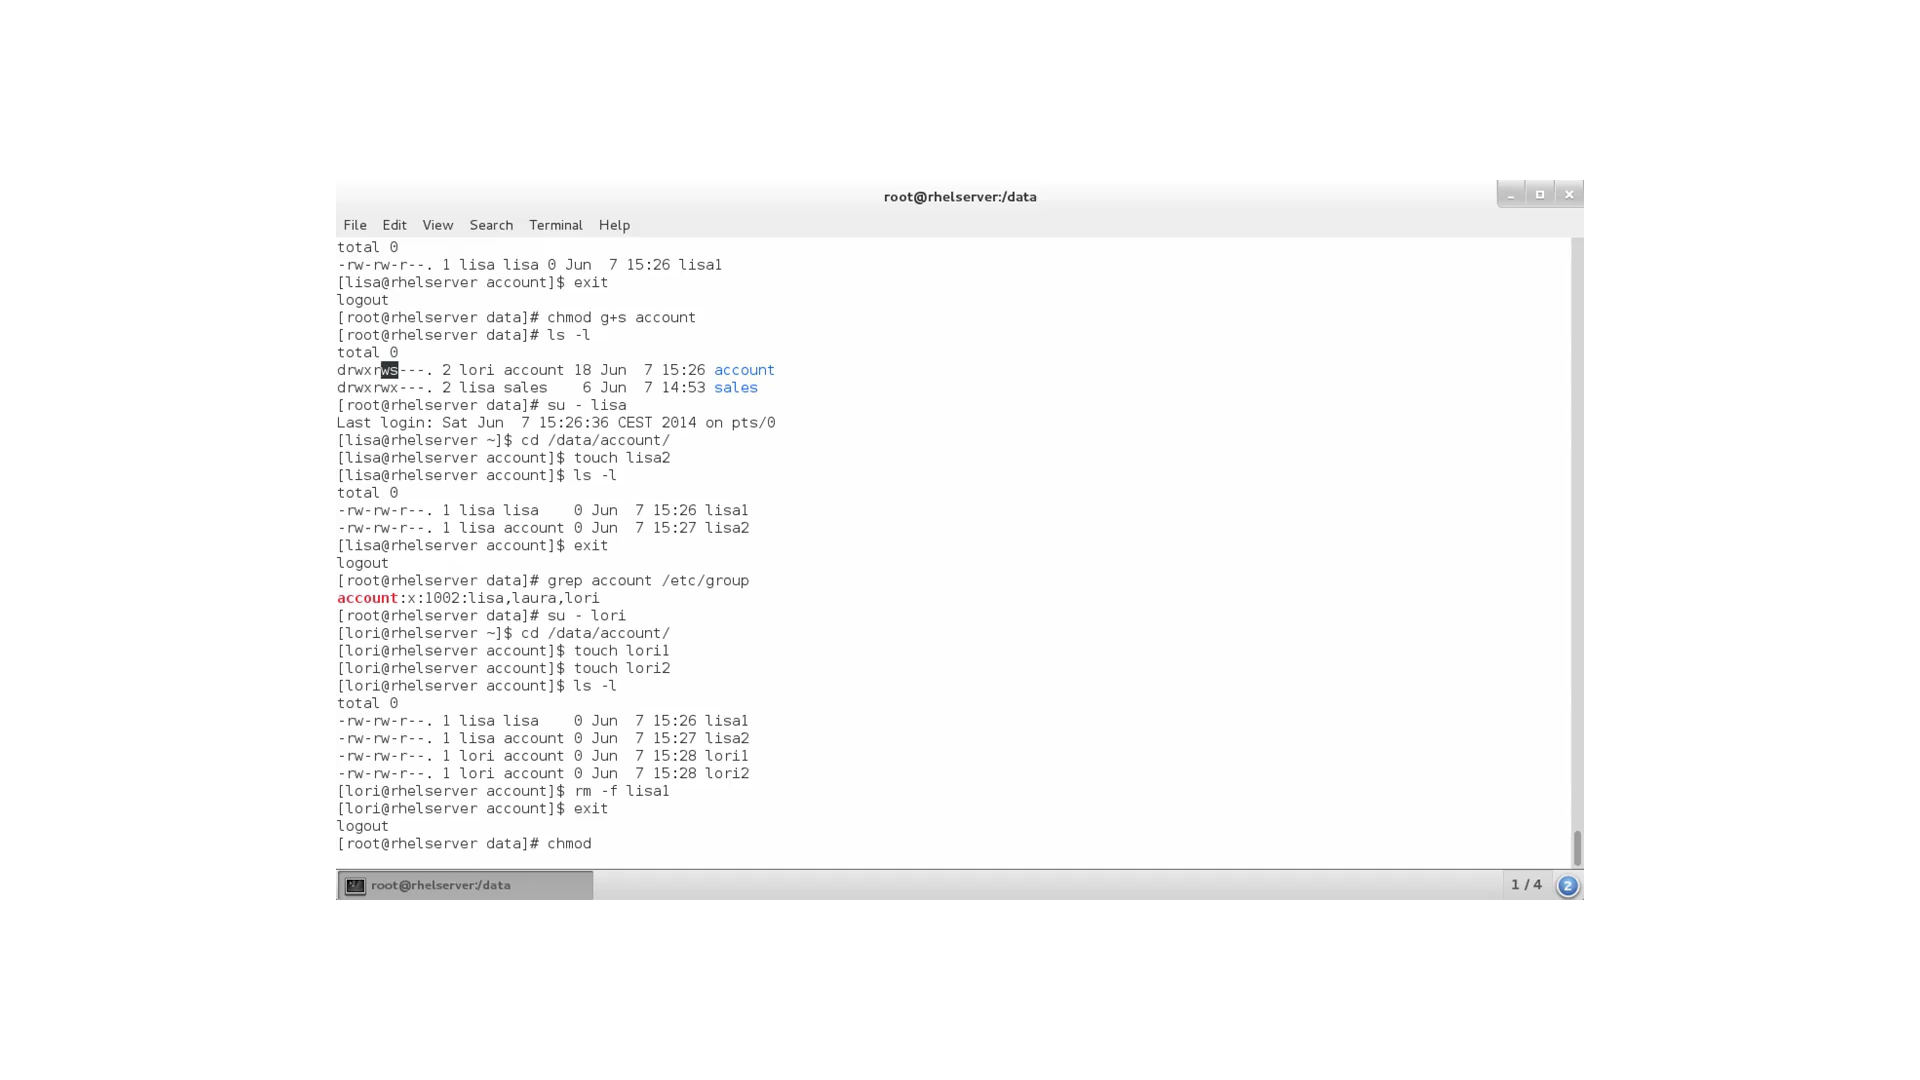 root@rhelserver:/data
File Edit View Search Terminal Help
total 0
-rw-rw-r--. 1 lisa lisa 0 Jun  7 15:26 lisa1
[lisa@rhelserver account]$ exit
logout
[root@rhelserver data]# chmod g+s account
[root@rhelserver data]# ls -l
total 0
drwxrws---. 2 lori account 18 Jun  7 15:26 account
drwxrwx---. 2 lisa sales    6 Jun  7 14:53 sales
[root@rhelserver data]# su - lisa
Last login: Sat Jun  7 15:26:36 CEST 2014 on pts/0
[lisa@rhelserver ~]$ cd /data/account/
[lisa@rhelserver account]$ touch lisa2
[lisa@rhelserver account]$ ls -l
total 0
-rw-rw-r--. 1 lisa lisa    0 Jun  7 15:26 lisa1
-rw-rw-r--. 1 lisa account 0 Jun  7 15:27 lisa2
[lisa@rhelserver account]$ exit
logout
[root@rhelserver data]# grep account /etc/group
account:x:1002:lisa,laura,lori
[root@rhelserver data]# su - lori
[lori@rhelserver ~]$ cd /data/account/
[lori@rhelserver account]$ touch lori1
[lori@rhelserver account]$ touch lori2
[lori@rhelserver account]$ ls -l
total 0
-rw-rw-r--. 1 lisa lisa    0 Jun  7 15:26 lisa1
-rw-rw-r--. 1 lisa account 0 Jun  7 15:27 lisa2
-rw-rw-r--. 1 lori account 0 Jun  7 15:28 lori1
-rw-rw-r--. 1 lori account 0 Jun  7 15:28 lori2
[lori@rhelserver account]$ rm -f lisa1
[lori@rhelserver account]$ exit
logout
[root@rhelserver data]# chmod
root@rhelserver:/data 1 / 4 2